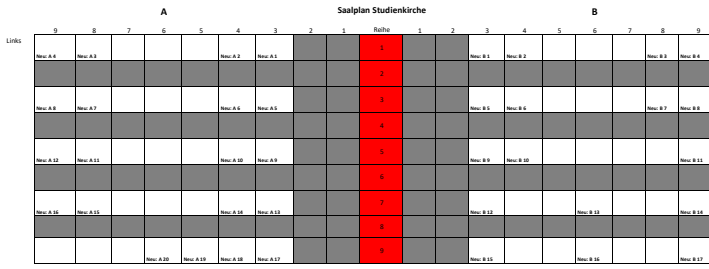 A Saalplan Studienkirche B
9 8 7 6 5 4 3 2 1 Reihe 1 2 3 4 5 6 7 8 9
Links
1
Neu: A 4 Neu: A 3 Neu: A 2 Neu: A 1 Neu: B 1 Neu: B 2 Neu: B 3 Neu: B 4
2
3
Neu: A 8 Neu: A 7 Neu: A 6 Neu: A 5 Neu: B 5 Neu: B 6 Neu: B 7 Neu: B 8
4
5
Neu: A 12 Neu: A 11 Neu: A 10 Neu: A 9 Neu: B 9 Neu: B 10 Neu: B 11
6
7
Neu: A 16 Neu: A 15 Neu: A 14 Neu: A 13 Neu: B 12 Neu: B 13 Neu: B 14
8
9
Neu: A 20 Neu: A 19 Neu: A 18 Neu: A 17 Neu: B 15 Neu: B 16 Neu: B 17